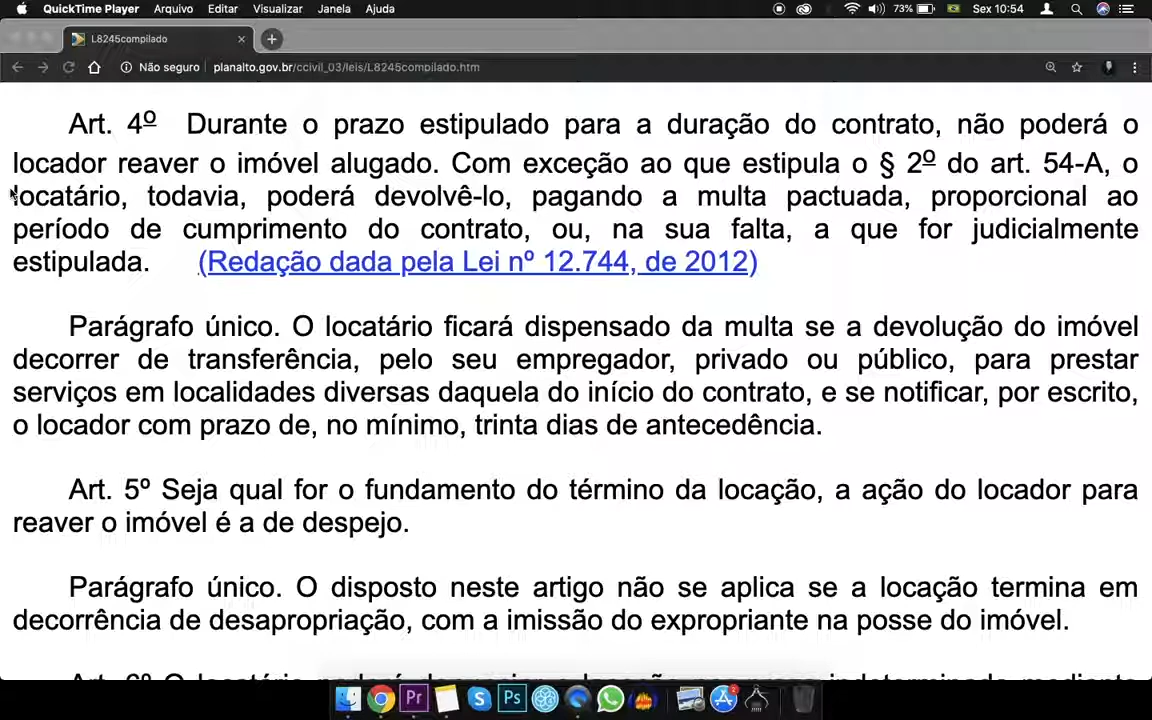 QuickTime Player Arquivo Editar Visualizar Janela Ajuda 73% Sex 10:54
L8245compilado
Não seguro planalto.gov.br/ccivil_03/leis/L8245compilado.htm
Art. 4º Durante o prazo estipulado para a duração do contrato, não poderá o
locador reaver o imóvel alugado. Com exceção ao que estipula o § 2º do art. 54-A, o
locatário, todavia, poderá devolvê-lo, pagando a multa pactuada, proporcional ao
período de cumprimento do contrato, ou, na sua falta, a que for judicialmente
estipulada. (Redação dada pela Lei nº 12.744, de 2012)
Parágrafo único. O locatário ficará dispensado da multa se a devolução do imóvel
decorrer de transferência, pelo seu empregador, privado ou público, para prestar
serviços em localidades diversas daquela do início do contrato, e se notificar, por escrito,
o locador com prazo de, no mínimo, trinta dias de antecedência.
Art. 5º Seja qual for o fundamento do término da locação, a ação do locador para
reaver o imóvel é a de despejo.
Parágrafo único. O disposto neste artigo não se aplica se a locação termina em
decorrência de desapropriação, com a imissão do expropriante na posse do imóvel.
Art. 6º O locatário
Pr Ps 2